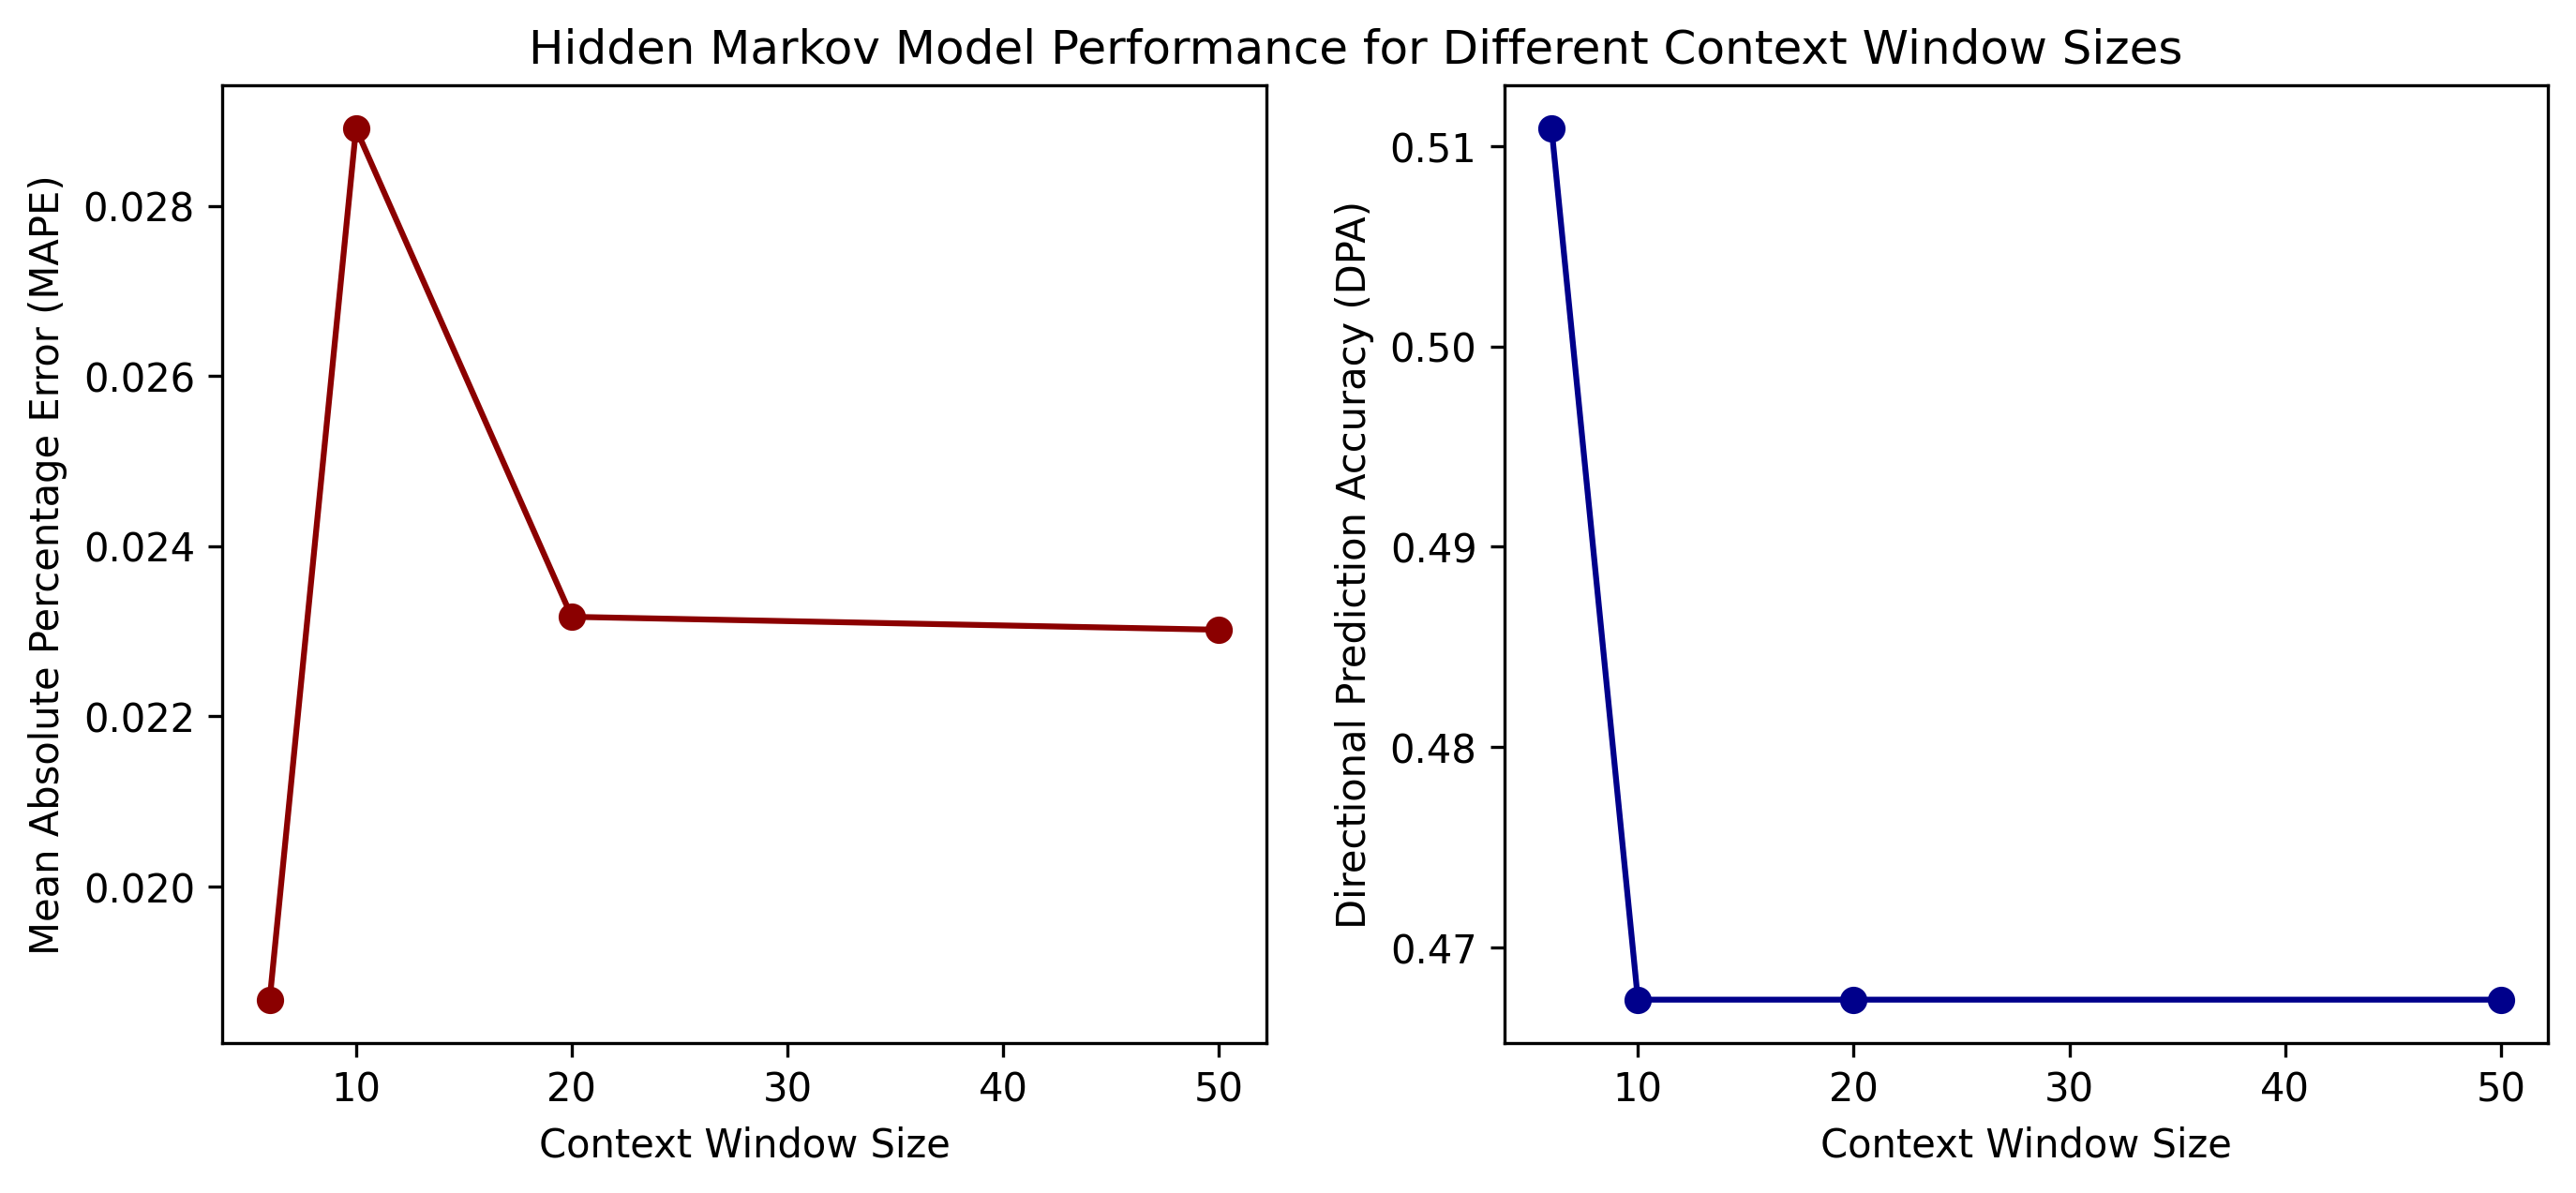 Hidden Markov Model Performance for Different Context Window Sizes
Mean Absolute Percentage Error (MAPE)
0.028
0.026
0.024
0.022
0.020
10 20 30 40 50
Context Window Size
Directional Prediction Accuracy (DPA)
0.51
0.50
0.49
0.48
0.47
10 20 30 40 50
Context Window Size